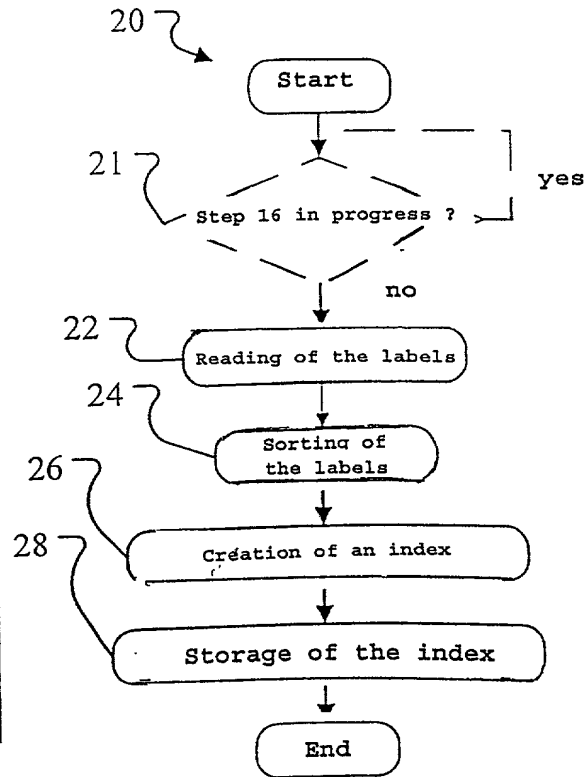 20
Start
21
yes
Step 16 in progress ?
no
22
Reading of the labels
24
Sorting of
the labels
26
Creation of an index
28
Storage of the index
End